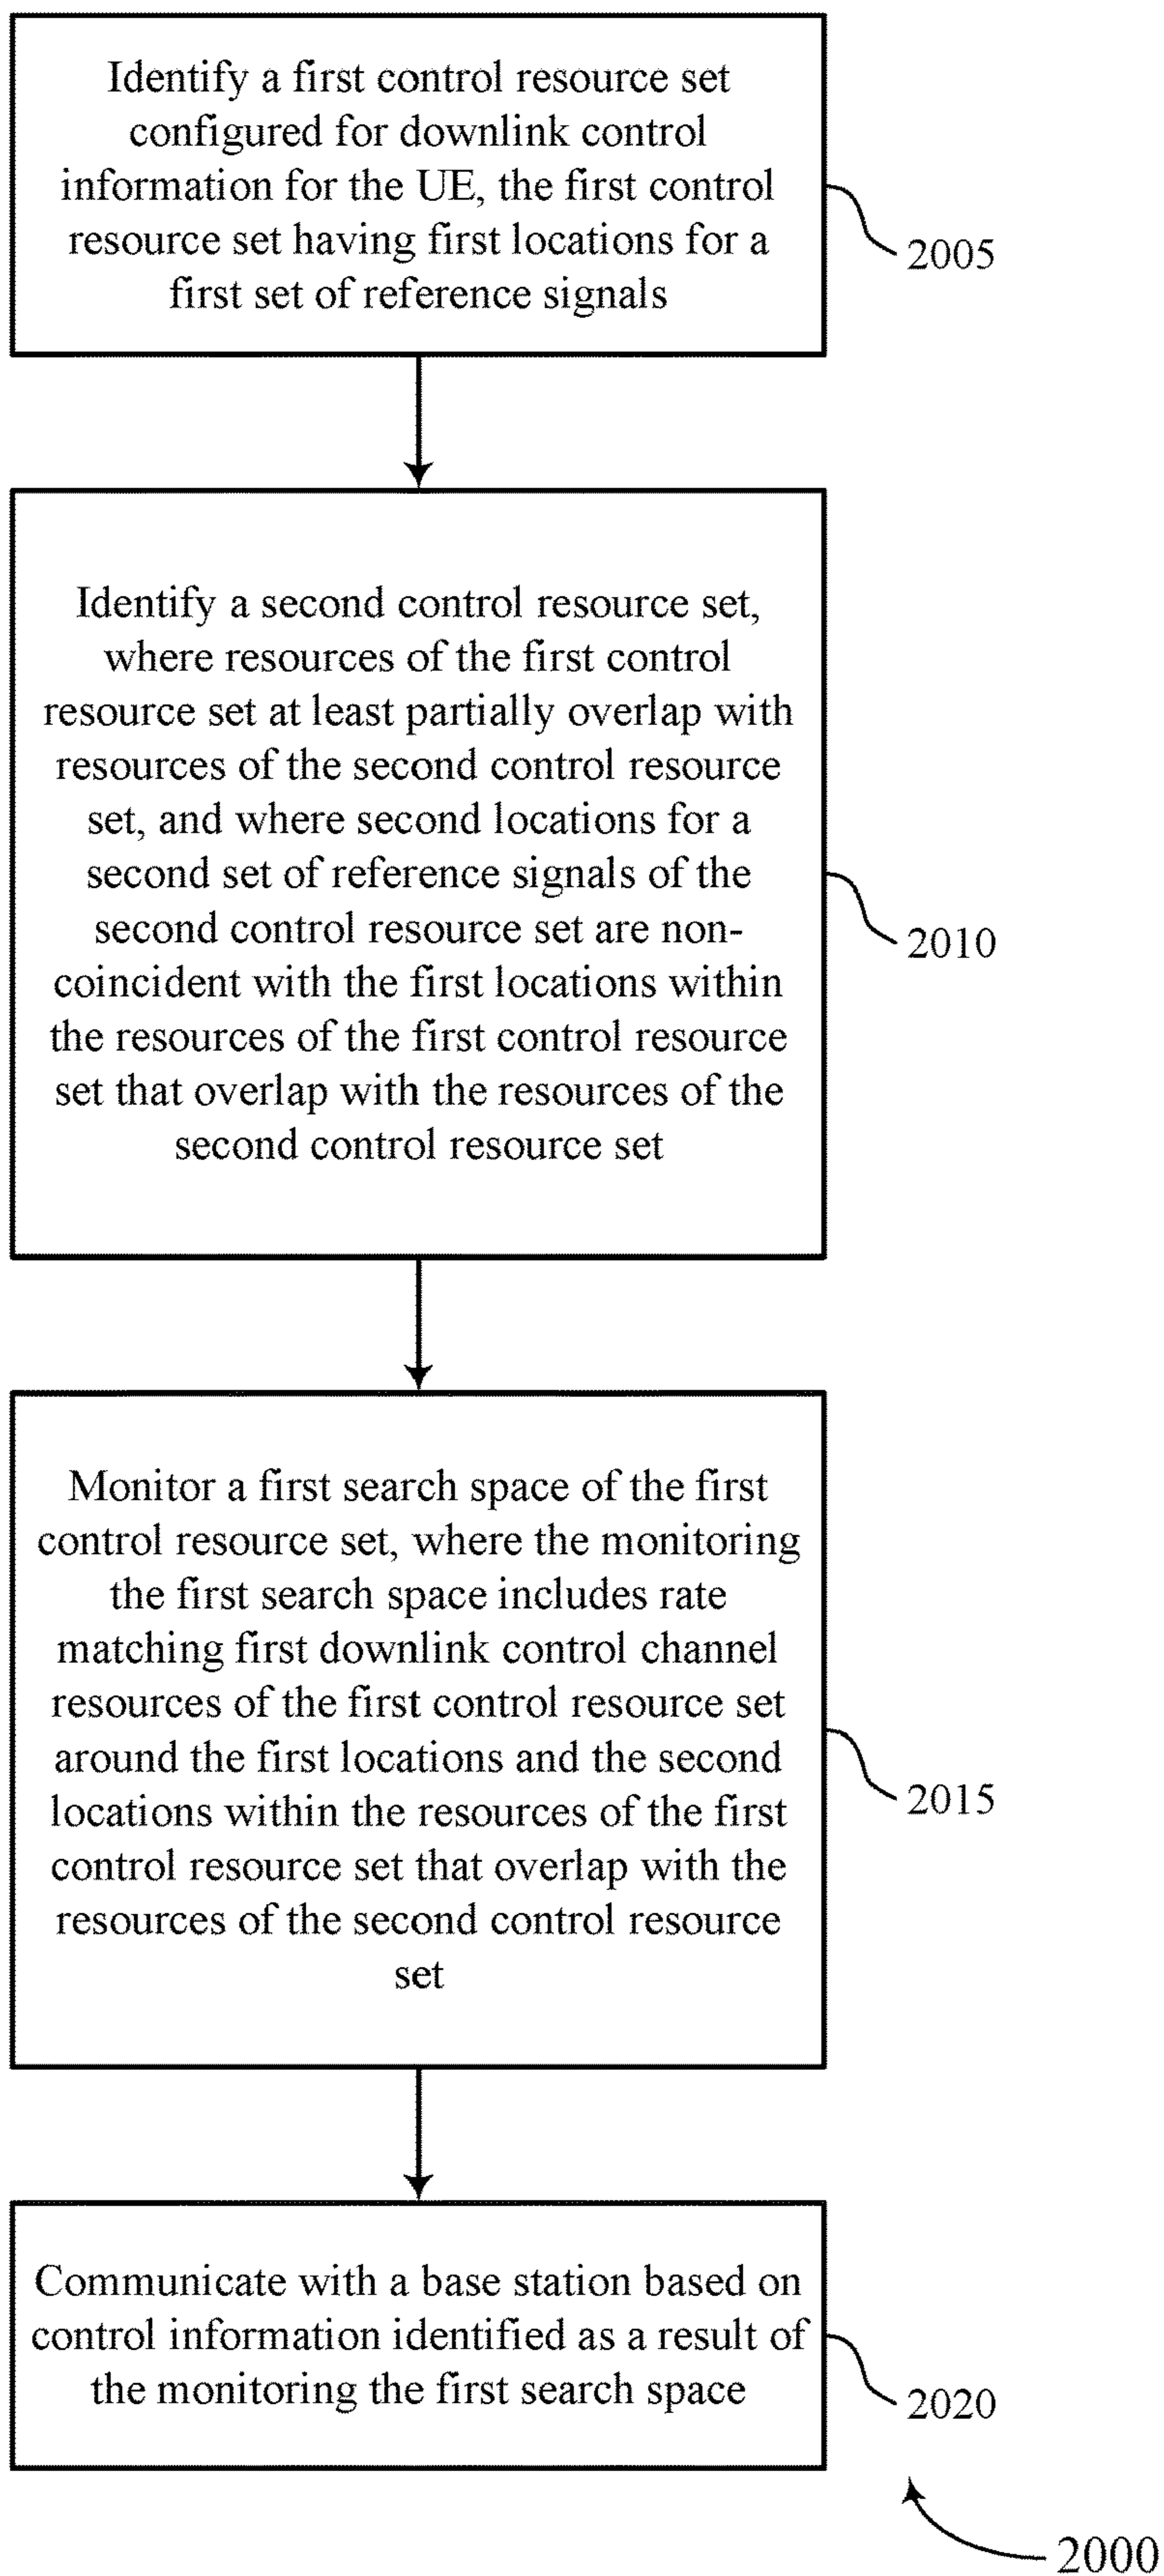 Identify a first control resource set
configured for downlink control
information for the UE, the first control
resource set having first locations for a
first set of reference signals
2005
Identify a second control resource set,
where resources of the first control
resource set at least partially overlap with
resources of the second control resource
set, and where second locations for a
second set of reference signals of the
second control resource set are non-
coincident with the first locations within
the resources of the first control resource
set that overlap with the resources of the
second control resource set
2010
Monitor a first search space of the first
control resource set, where the monitoring
the first search space includes rate
matching first downlink control channel
resources of the first control resource set
around the first locations and the second
locations within the resources of the first
control resource set that overlap with the
resources of the second control resource
set
2015
Communicate with a base station based on
control information identified as a result of
the monitoring the first search space
2020
2000